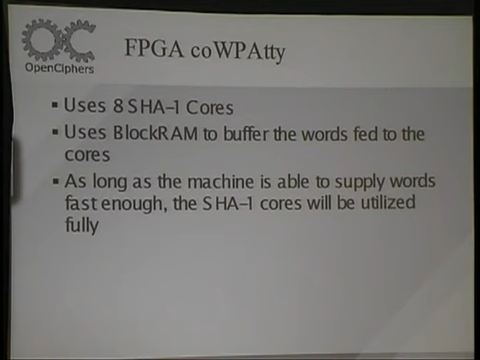 OpenCiphers
FPGA coWPAtty
Uses 8 SHA-1 Cores
Uses BlockRAM to buffer the words fed to the
cores
As long as the machine is able to supply words
fast enough, the SHA-1 cores will be utilized
fully